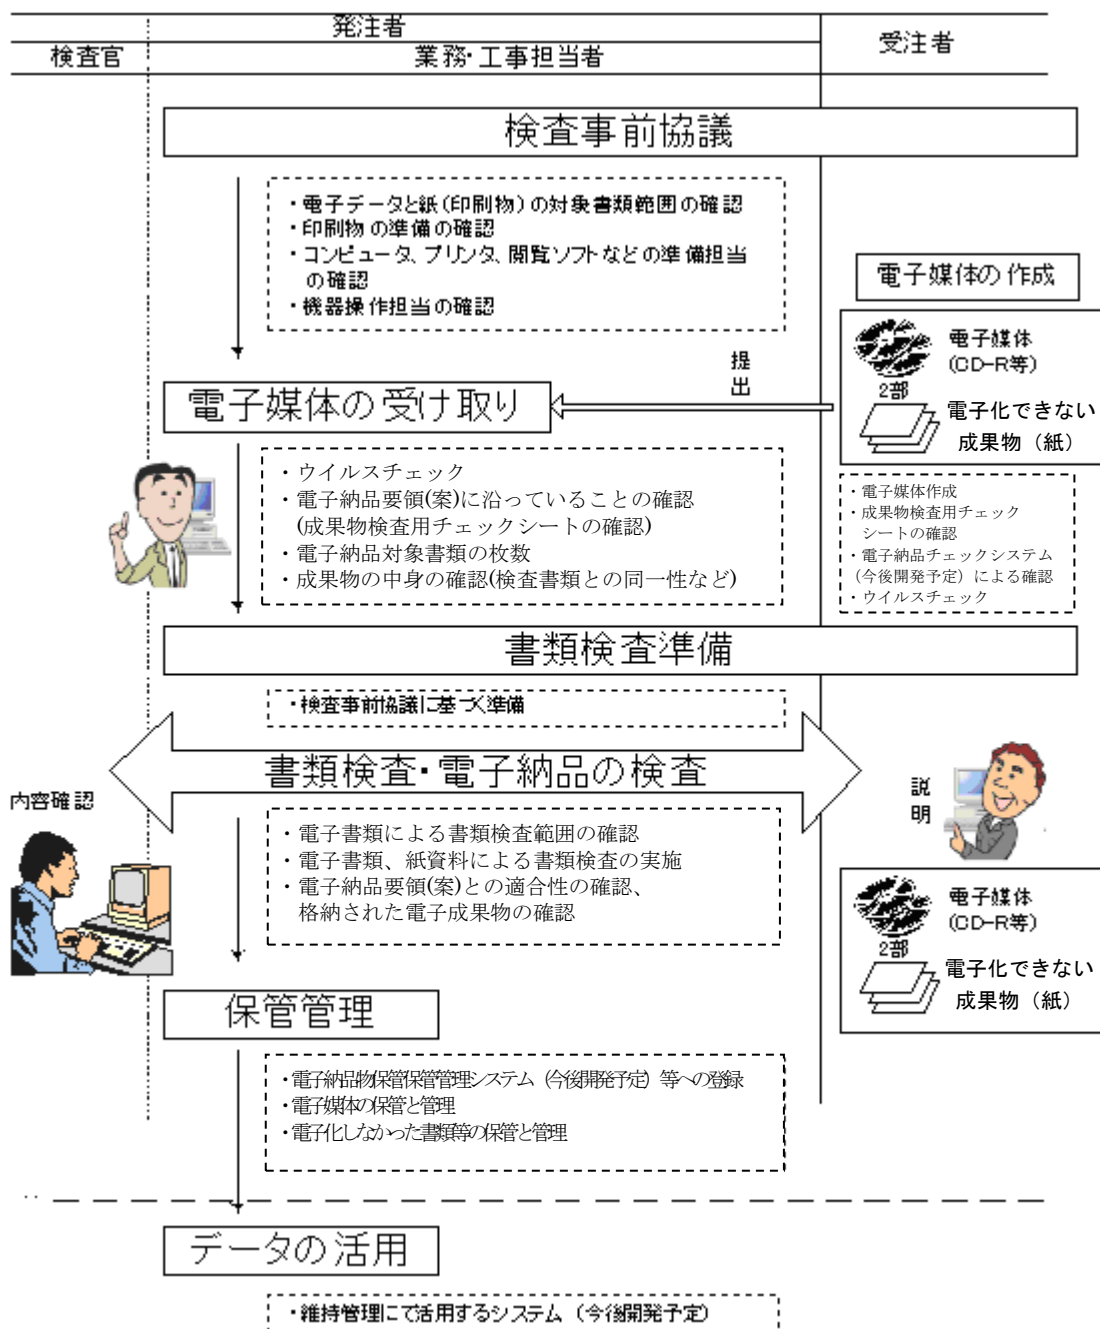 発注者
受注者
検査官
業務・工事担当者
検査事前協議
・電子データと紙(印刷物)の対象書類範囲の確認
・印刷物の準備の確認
・コンピュータ、プリンタ、閲覧ソフトなどの準備担当
の確認
・機器操作担当の確認
電子媒体の作成
電子媒体
(CD-R等)
2部
電子化できない
成果物（紙）
提
出
電子媒体の受け取り
・ウイルスチェック
・電子納品要領(案)に沿っていることの確認
(成果物検査用チェックシートの確認)
・電子納品対象書類の枚数
・成果物の中身の確認(検査書類との同一性など)
・電子媒体作成
・成果物検査用チェック
シートの確認
・電子納品チェックシステム
（今後開発予定）による確認
・ウイルスチェック
書類検査準備
・検査事前協議に基づく準備
書類検査・電子納品の検査
内容確認
説
明
・電子書類による書類検査範囲の確認
・電子書類、紙資料による書類検査の実施
・電子納品要領(案)との適合性の確認、
格納された電子成果物の確認
電子媒体
(CD-R等)
2部
電子化できない
成果物（紙）
保管管理
・電子納品物保管保管管理システム（今後開発予定）等への登録
・電子媒体の保管と管理
・電子化しなかった書類等の保管と管理
データの活用
・維持管理にて活用するシステム（今後開発予定）